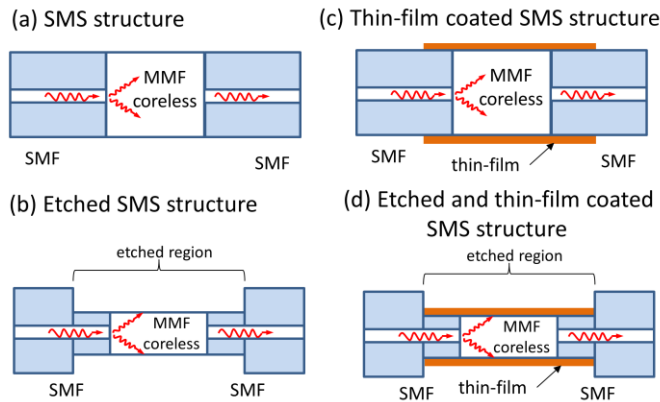 (a) SMS structure
MMF
coreless
SMF
SMF
(b) Etched SMS structure
etched region
MMF
coreless
SMF
SMF
(c) Thin-film coated SMS structure
MMF
coreless
SMF
SMF
thin-film
(d) Etched and thin-film coated
SMS structure
etched region
MMF
coreless
SMF
SMF
thin-film